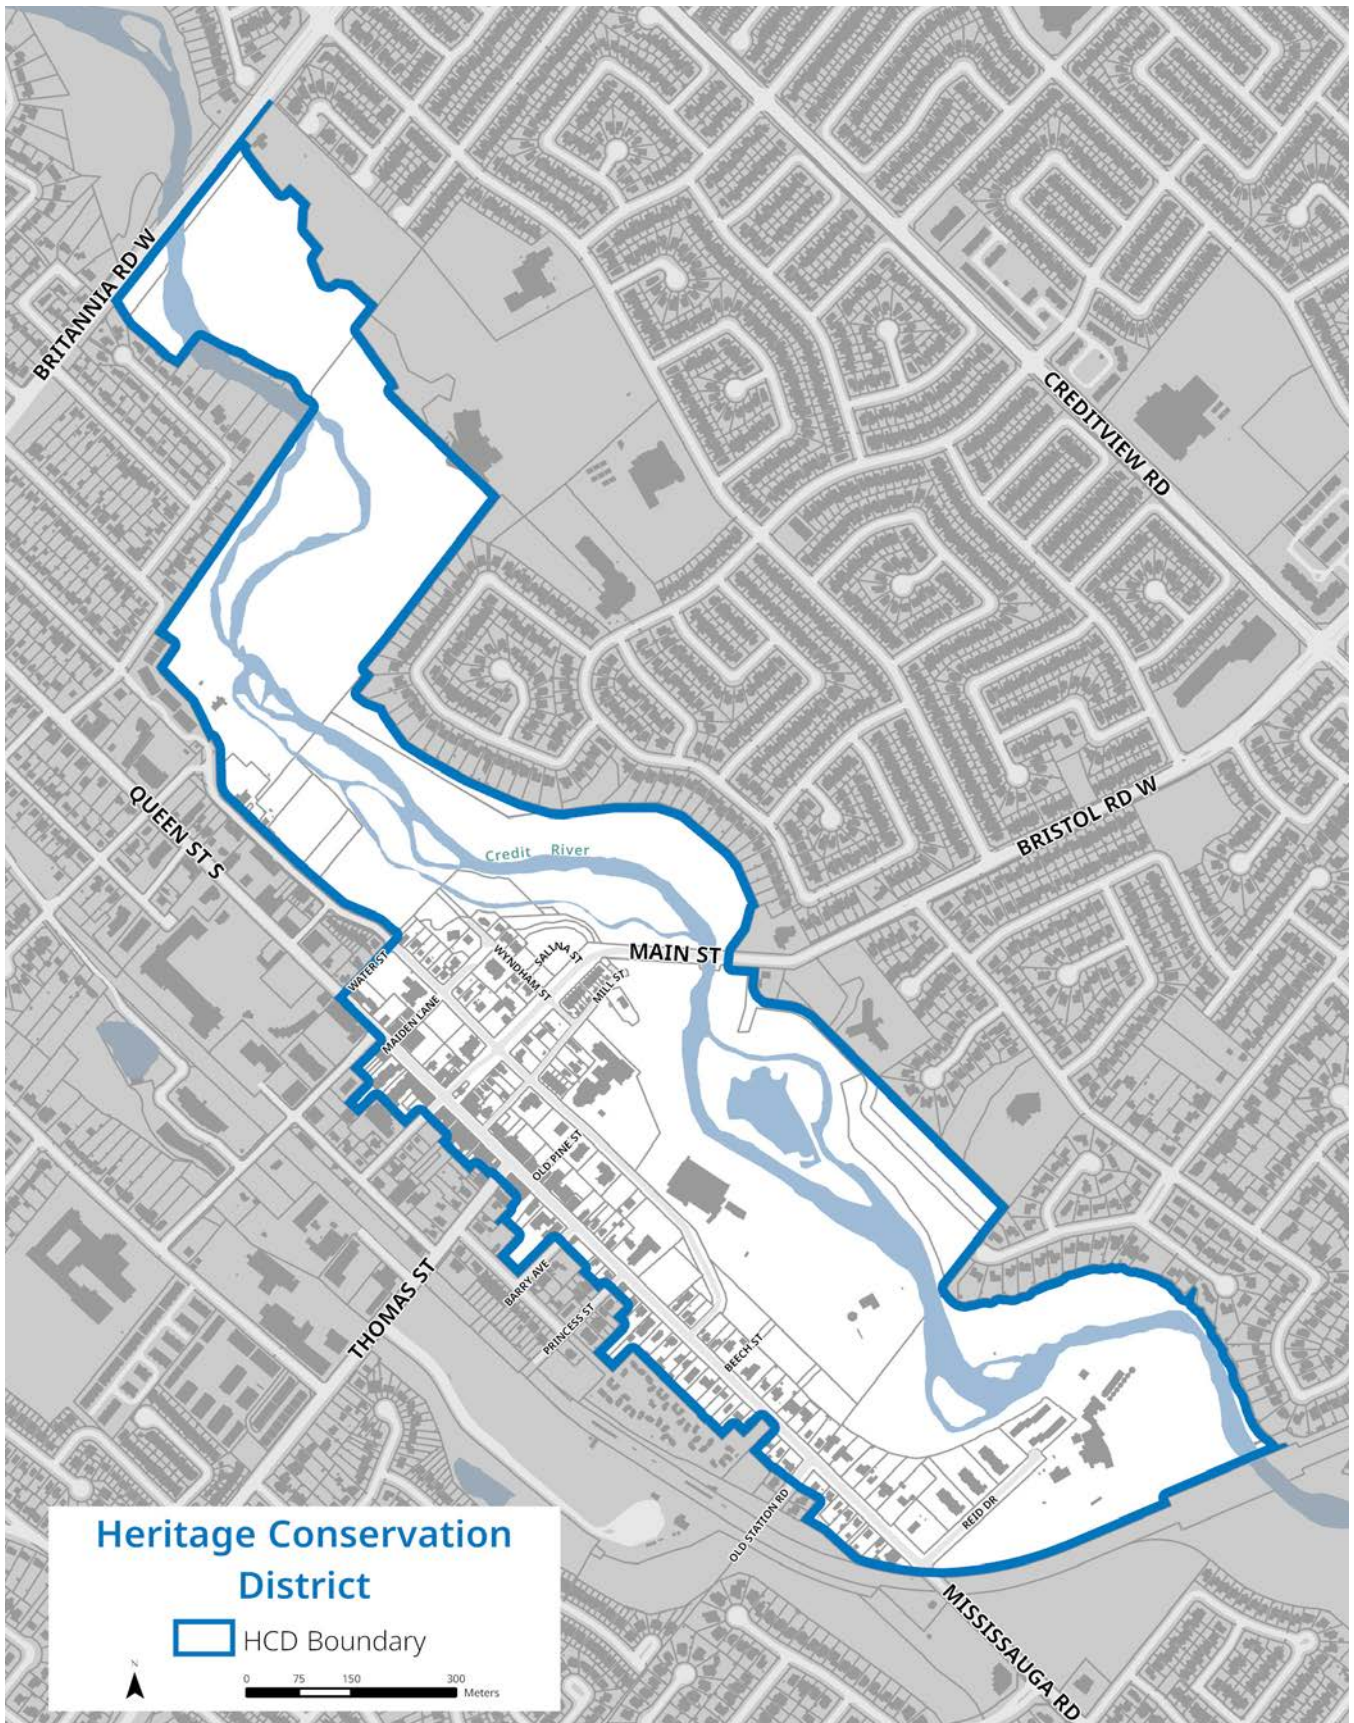 BRITANNIA RD W
CREDITVIEW RD
QUEEN ST S
BRISTOL RD W
Credit River
MAIN ST
SALINA ST
WYNDHAM ST
MILL ST
WATER ST
MAIDEN LANE
OLD PINE ST
THOMAS ST
BARRY AVE
PRINCESS ST
BEECH ST
REID DR
OLD STATION RD
MISSISSAUGA RD
Heritage Conservation
District
HCD Boundary
N
0 75 150 300
Meters